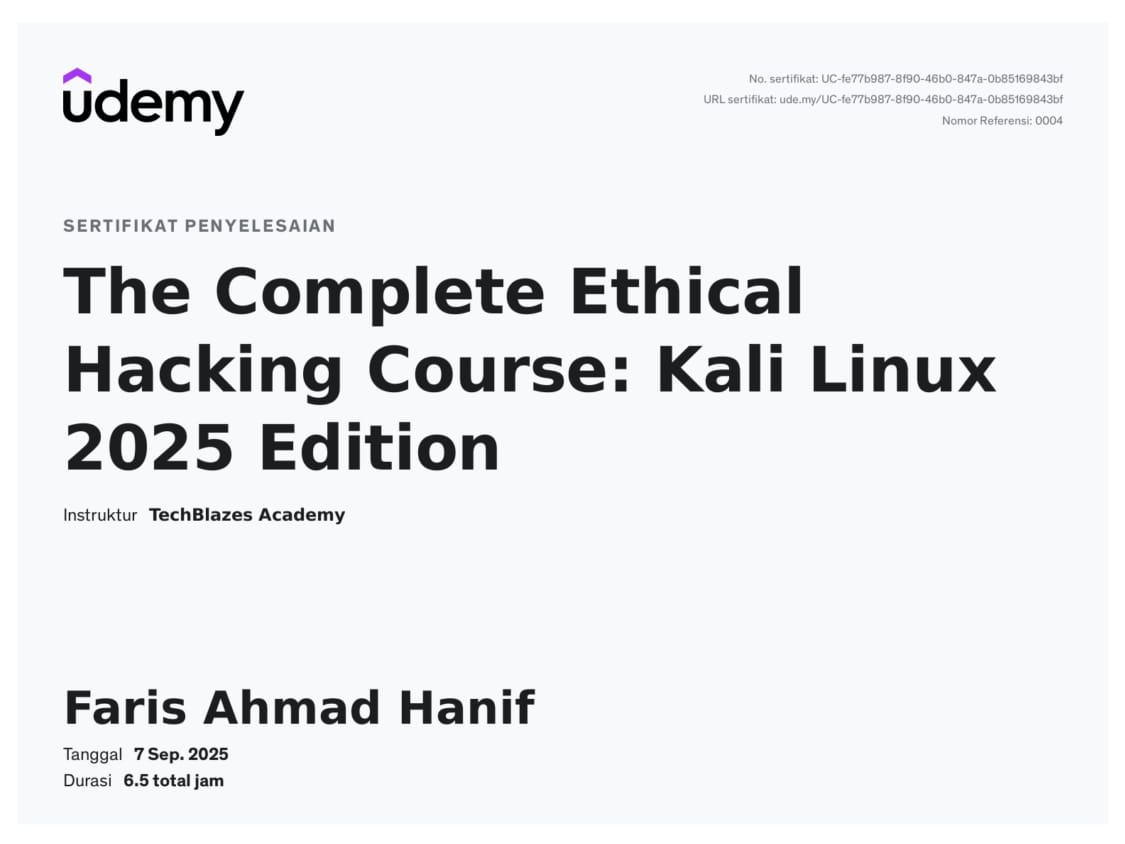 udemy
No. sertifikat: UC-fe77b987-8f90-46b0-847a-0b85169843bf
URL sertifikat: ude.my/UC-fe77b987-8f90-46b0-847a-0b85169843bf
Nomor Referensi: 0004
SERTIFIKAT PENYELESAIAN
The Complete Ethical
Hacking Course: Kali Linux
2025 Edition
Instruktur TechBlazes Academy
Faris Ahmad Hanif
Tanggal 7 Sep. 2025
Durasi 6.5 total jam